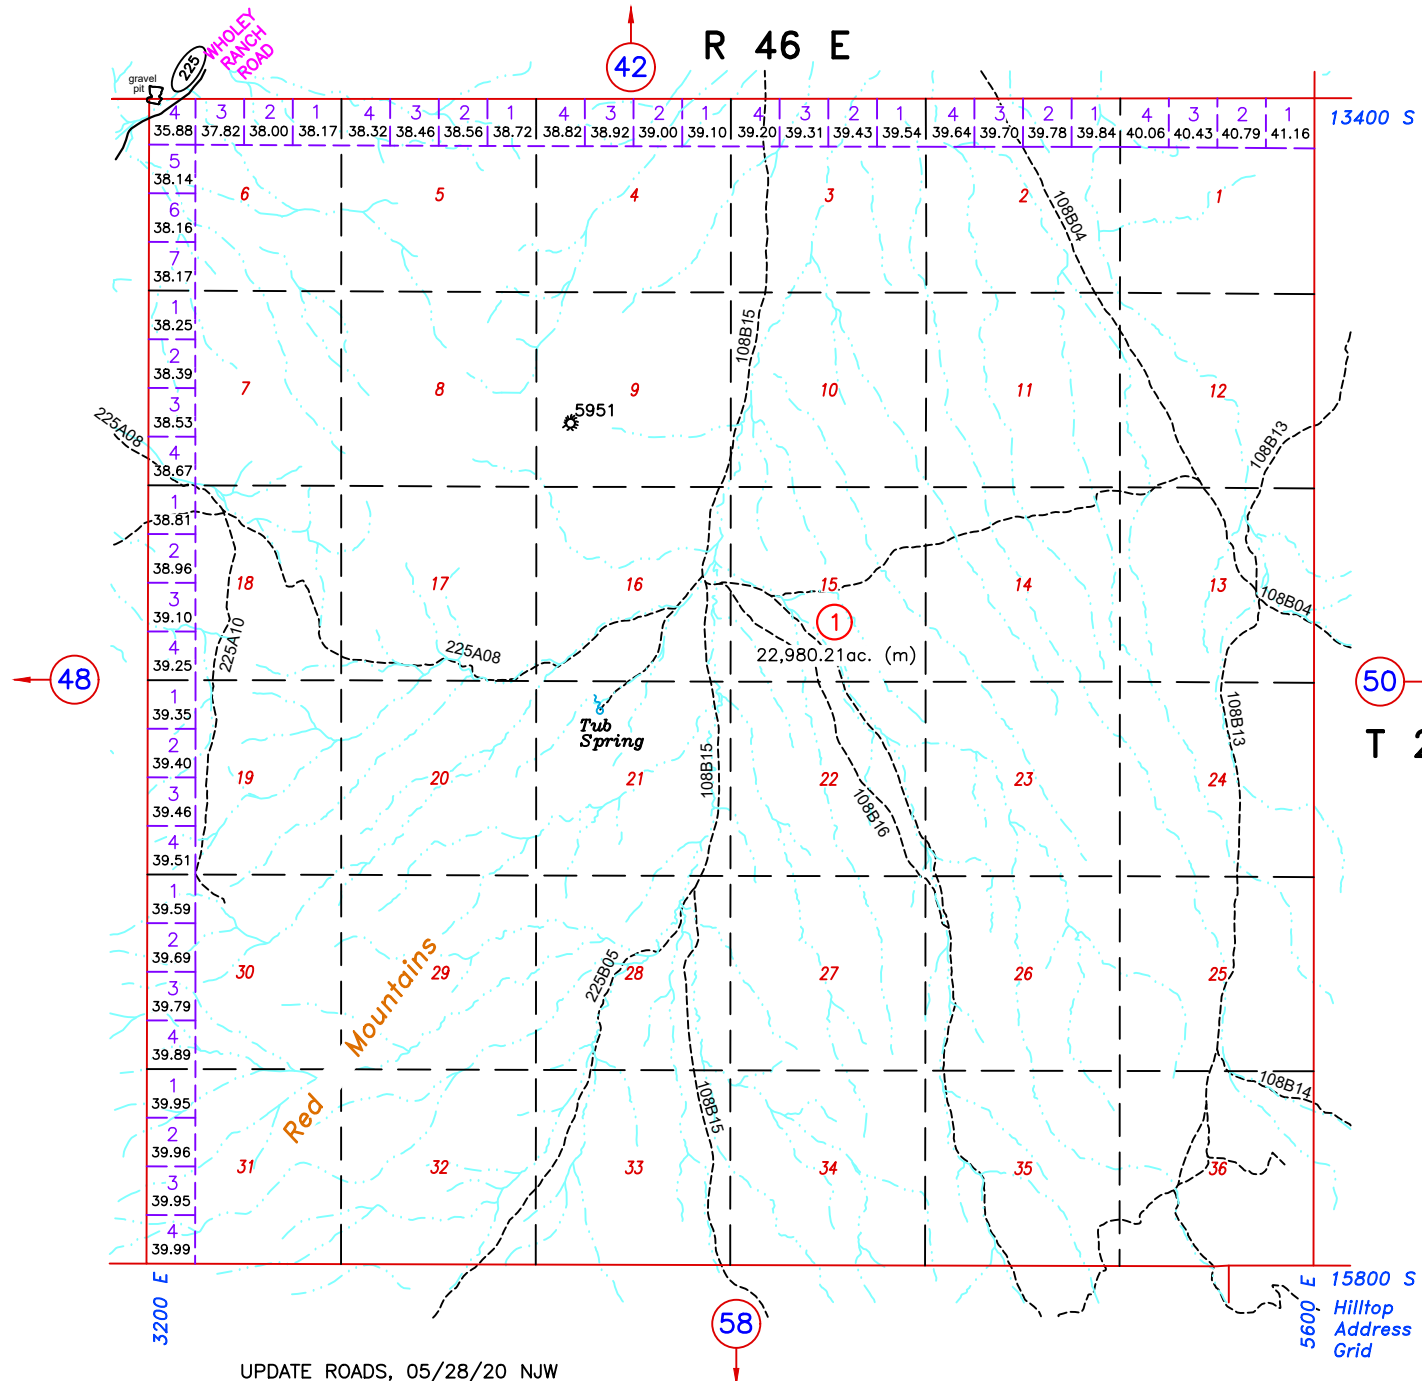 WHOLEY
RANCH
ROAD
225
gravel
pit
42
R 46 E
13400 S
4 3 2 1 4 3 2 1 4 3 2 1 4 3 2 1 4 3 2 1 4 3 2 1
35.88 37.82 38.00 38.17 38.32 38.46 38.56 38.72 38.82 38.92 39.00 39.10 39.20 39.31 39.43 39.54 39.64 39.70 39.78 39.84 40.06 40.43 40.79 41.16
5
38.14
6
38.16
7
38.17
6 5 4 3 2 1
108B04
1
38.25
2
38.39
3
38.53
4
38.67
108B15
7 8 9 10 11 12
5951
225A08
108B13
1
38.81
2
38.96
3
39.10
4
39.25
18 17 16 15 14 13
108B04
1
22,980.21ac. (m)
225A10
225A08
48
50
T 2
1
39.35
2
39.40
3
39.46
4
39.51
Tub
Spring
108B15
108B13
19 20 21 22 23 24
108B16
1
39.59
2
39.69
3
39.79
4
39.89
30 29 28 27 26 25
225B05
Red Mountains
1
39.95
2
39.96
3
39.95
4
39.99
108B15
108B14
31 32 33 34 35 36
3200 E
5600 E
15800 S
Hilltop
Address
Grid
58
UPDATE ROADS, 05/28/20 NJW